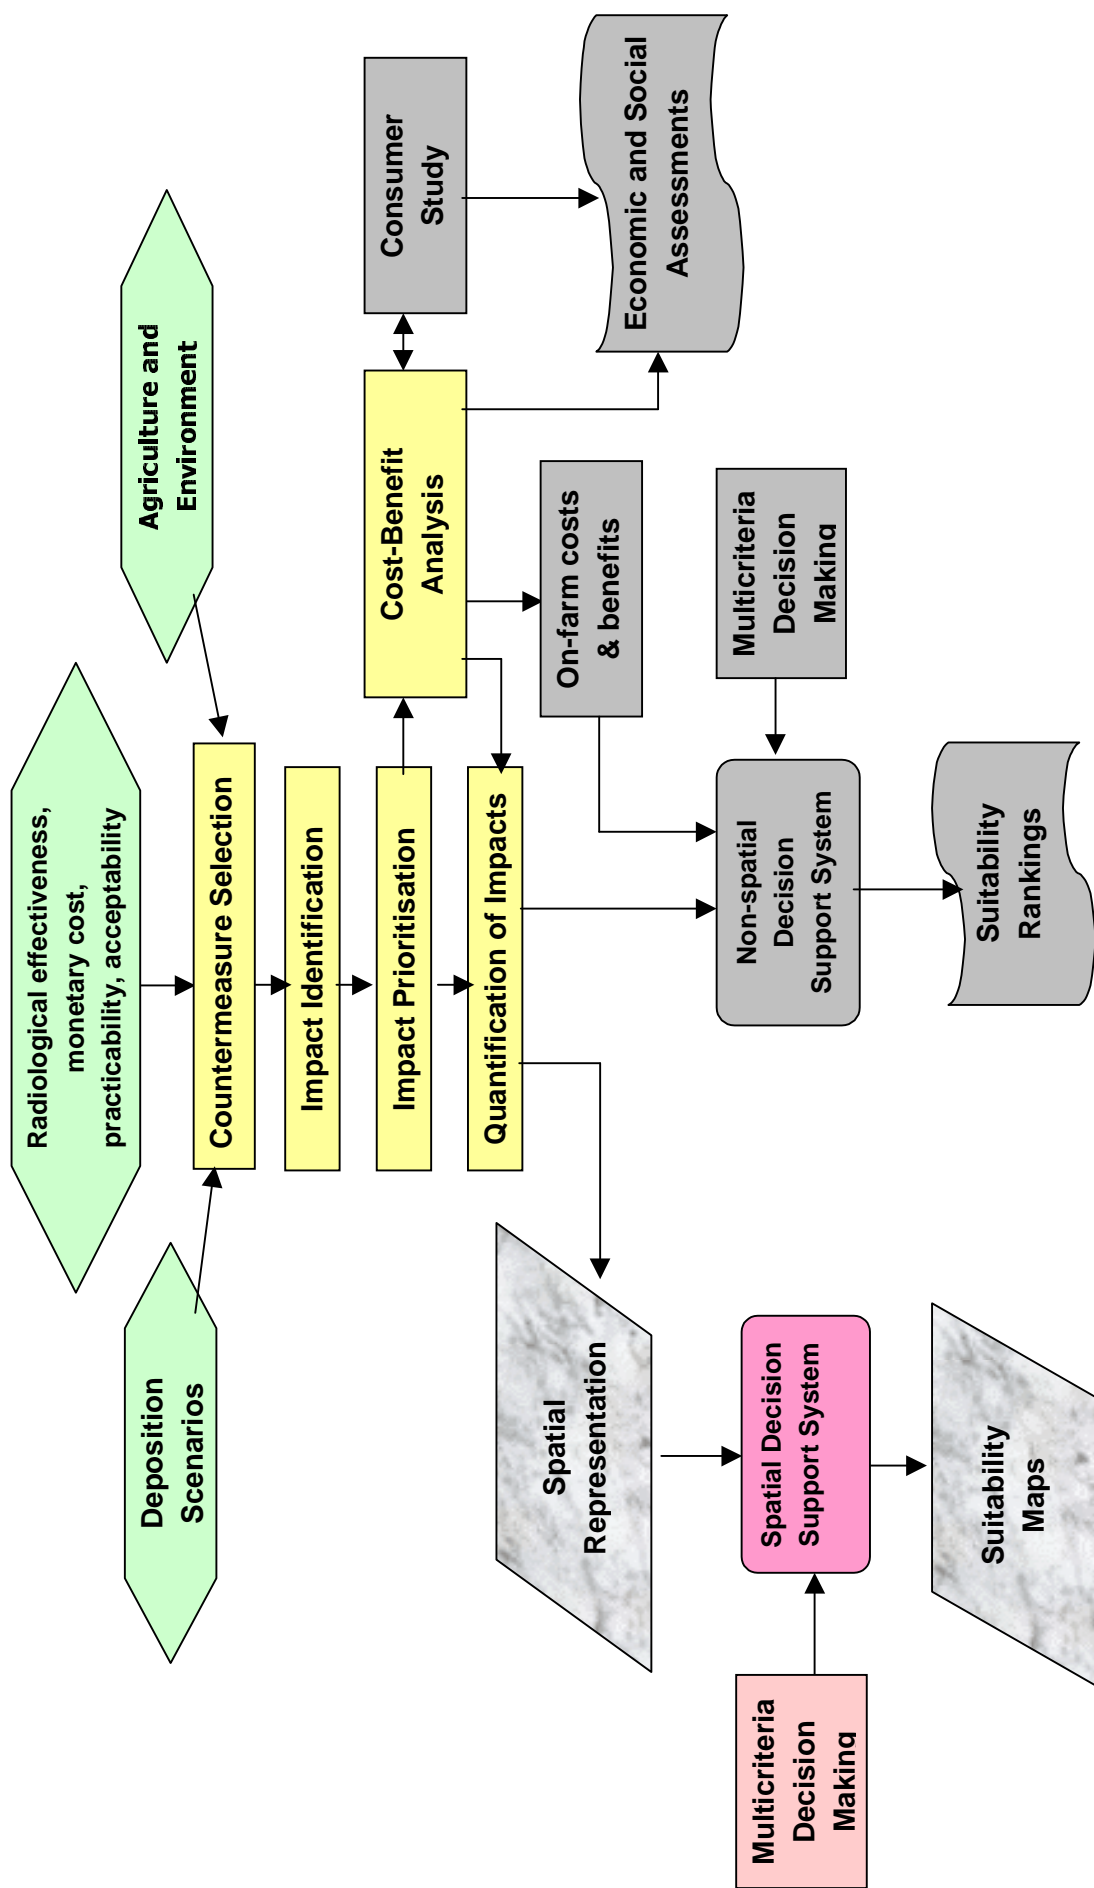 Radiological effectiveness,
monetary cost,
practicability, acceptability
Deposition
Scenarios
Agriculture and
Environment
Countermeasure Selection
Impact Identification
Impact Prioritisation
Quantification of Impacts
Cost-Benefit
Analysis
Consumer
Study
Spatial
Representation
On-farm costs
& benefits
Economic and Social
Assessments
Multicriteria
Decision
Making
Spatial Decision
Support System
Non-spatial
Decision
Support System
Multicriteria
Decision
Making
Suitability
Maps
Suitability
Rankings